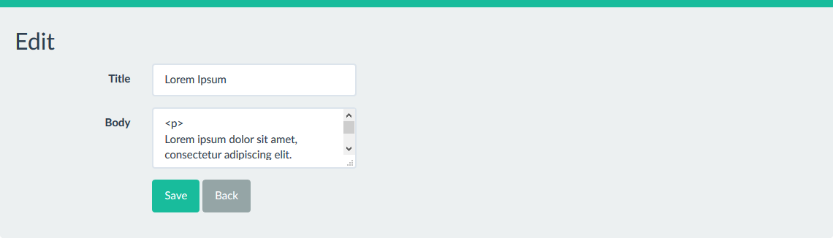 Edit
Title
Lorem Ipsum
Body
<p>
Lorem ipsum dolor sit amet,
consectetur adipiscing elit.
Save
Back